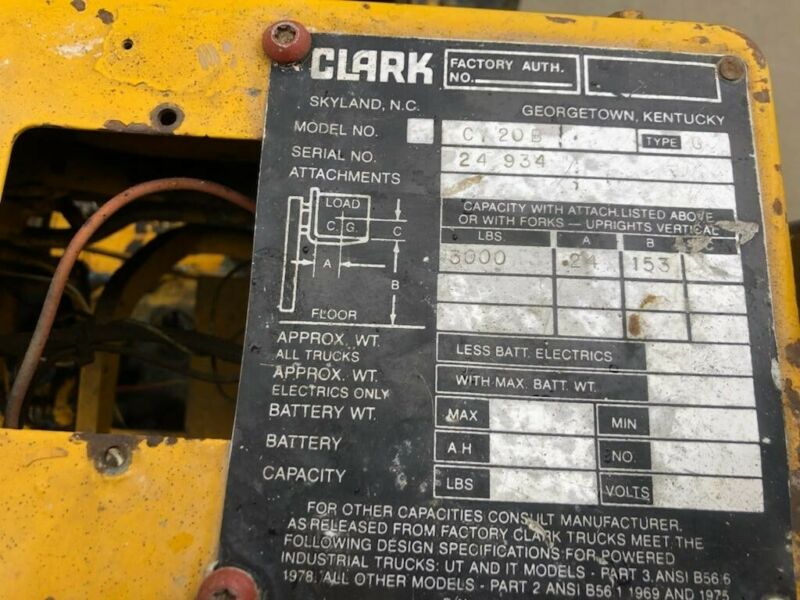 CLARK
FACTORY AUTH. NO.
SKYLAND, N.C.
GEORGETOWN, KENTUCKY
MODEL NO. 20B TYPE G
SERIAL NO. 24 934
ATTACHMENTS
LOAD
C. G.
C
A
B
FLOOR
CAPACITY WITH ATTACH. LISTED ABOVE
OR WITH FORKS - UPRIGHTS VERTICAL
LBS. A B C
3000 24 153
APPROX. WT.
ALL TRUCKS
LESS BATT. ELECTRICS
APPROX. WT.
ELECTRICS ONLY
WITH MAX. BATT. WT.
BATTERY WT. MAX MIN
BATTERY A.H NO.
CAPACITY LBS VOLTS
FOR OTHER CAPACITIES CONSULT MANUFACTURER.
AS RELEASED FROM FACTORY CLARK TRUCKS MEET THE
FOLLOWING DESIGN SPECIFICATIONS FOR POWERED
INDUSTRIAL TRUCKS: UT AND IT MODELS - PART 3, ANSI B56.6
1978. ALL OTHER MODELS - PART 2 ANSI B56.1 1969 AND 1975